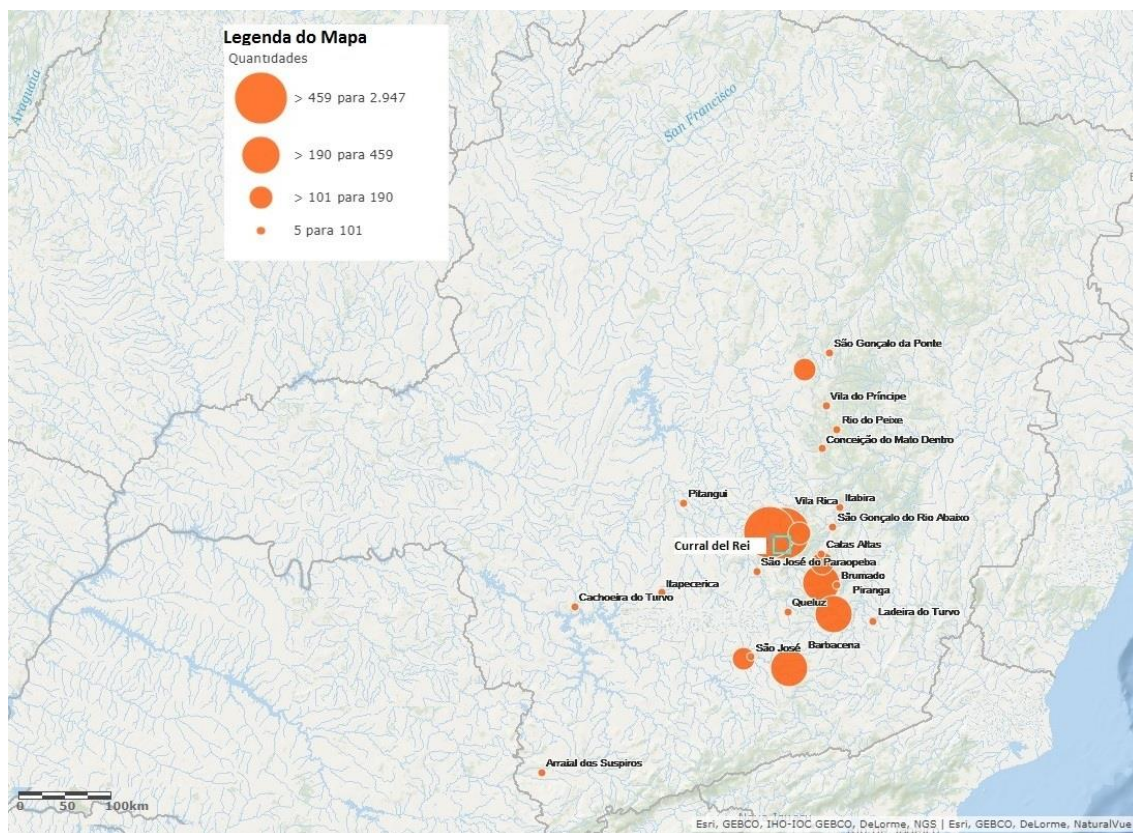 Legenda do Mapa
Quantidades
> 459 para 2.947
> 190 para 459
> 101 para 190
5 para 101
Araguaia
San Francisco
São Gonçalo da Ponte
Vila do Príncipe
Rio do Peixe
Conceição do Mato Dentro
Pitangui
Vila Rica
Itabira
São Gonçalo do Rio Abaixo
Curral del Rei
Catas Altas
São José do Paraopeba
Brumado
Itapecerica
Piranga
Cachoeira do Turvo
Queluz
Ladeira do Turvo
São José
Barbacena
Arraial dos Suspiros
0 50 100km
Esri, GEBCO, IHO-IOC GEBCO, DeLorme, NGS | Esri, GEBCO, DeLorme, NaturalVue